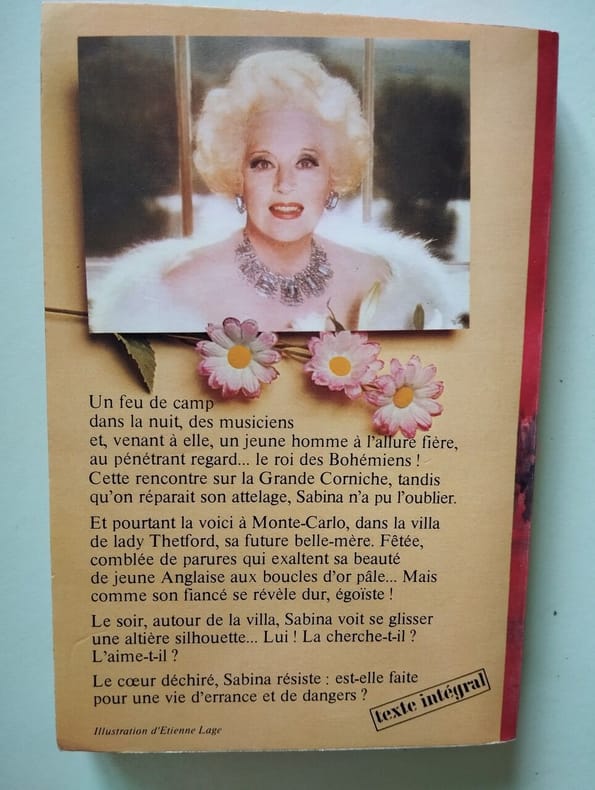 Un feu de camp
dans la nuit, des musiciens
et, venant à elle, un jeune homme à l'allure fière,
au pénétrant regard... le roi des Bohémiens !
Cette rencontre sur la Grande Corniche, tandis
qu'on réparait son attelage, Sabina n'a pu l'oublier.
Et pourtant la voici à Monte-Carlo, dans la villa
de lady Thetford, sa future belle-mère. Fêtée,
comblée de parures qui exaltent sa beauté
de jeune Anglaise aux boucles d'or pâle... Mais
comme son fiancé se révèle dur, égoïste !
Le soir, autour de la villa, Sabina voit se glisser
une altière silhouette... Lui ! La cherche-t-il ?
L'aime-t-il ?
Le cœur déchiré, Sabina résiste : est-elle faite
pour une vie d'errance et de dangers ?
texte intégral
Illustration d'Etienne Lage